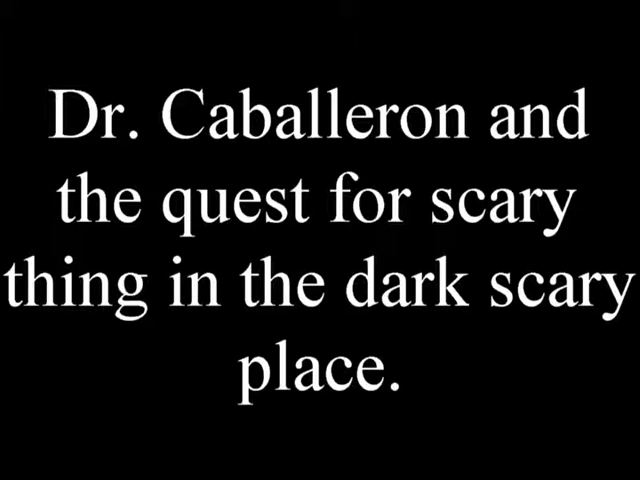 Dr. Caballeron and
the quest for scary
thing in the dark scary
place.